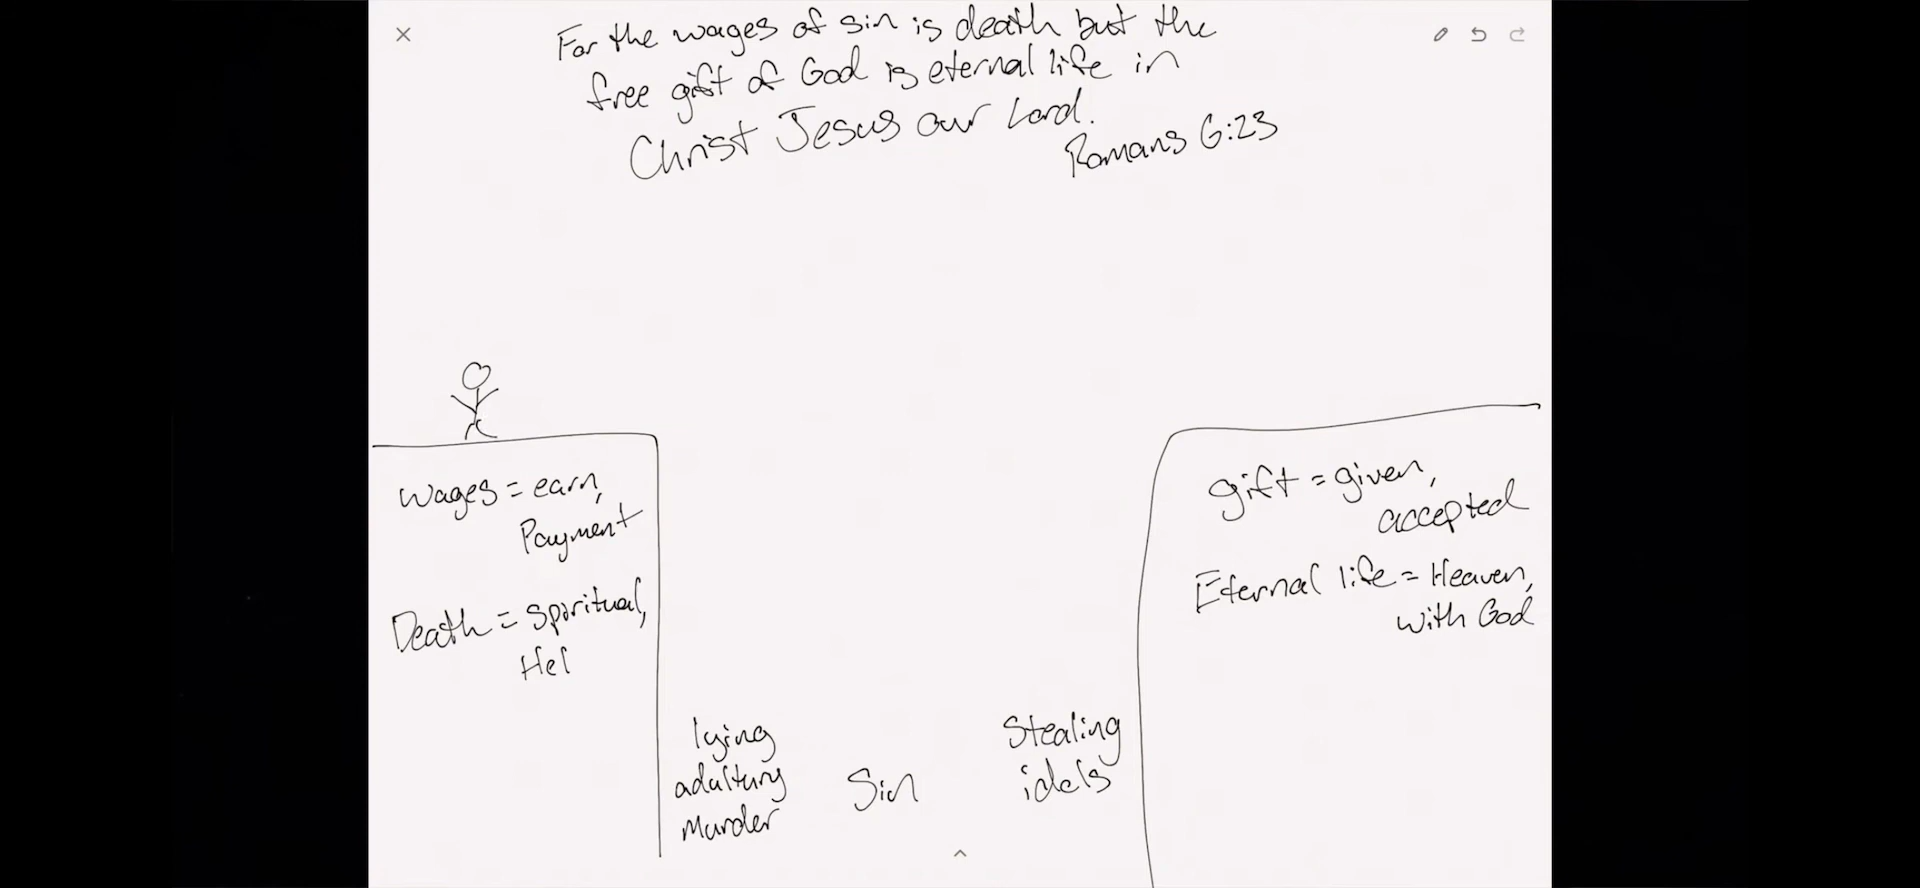 For the wages of sin is death but the
free gift of God is eternal life in
Christ Jesus our Lord.
Romans 6:23
Wages = earn,
Payment
Death = spiritual,
Hel
gift = given,
accepted
Eternal life = Heaven,
with God
lying
adultury
murder
Sin
Stealing
idols